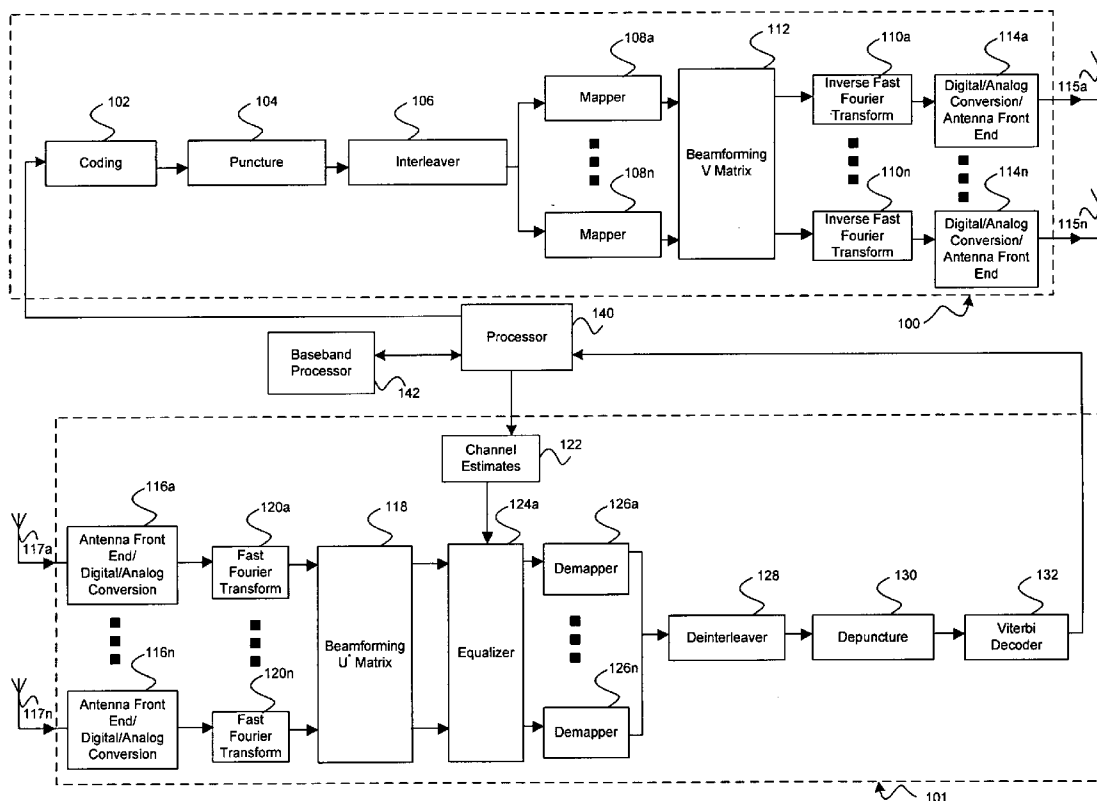 108a
112
110a
114a
102
104
106
Mapper
Inverse Fast
Fourier
Transform
Digital/Analog
Conversion/
Antenna Front
End
115a
Coding
Puncture
Interleaver
Beamforming
V Matrix
108n
110n
114n
Mapper
Inverse Fast
Fourier
Transform
Digital/Analog
Conversion/
Antenna Front
End
115n
100
140
Processor
Baseband
Processor
142
Channel
Estimates
122
116a
120a
118
124a
126a
117a
Antenna Front
End/
Digital/Analog
Conversion
Fast
Fourier
Transform
Demapper
128
130
132
Beamforming
U* Matrix
Equalizer
Deinterleaver
Depuncture
Viterbi
Decoder
116n
120n
126n
117n
Antenna Front
End/
Digital/Analog
Conversion
Fast
Fourier
Transform
Demapper
101